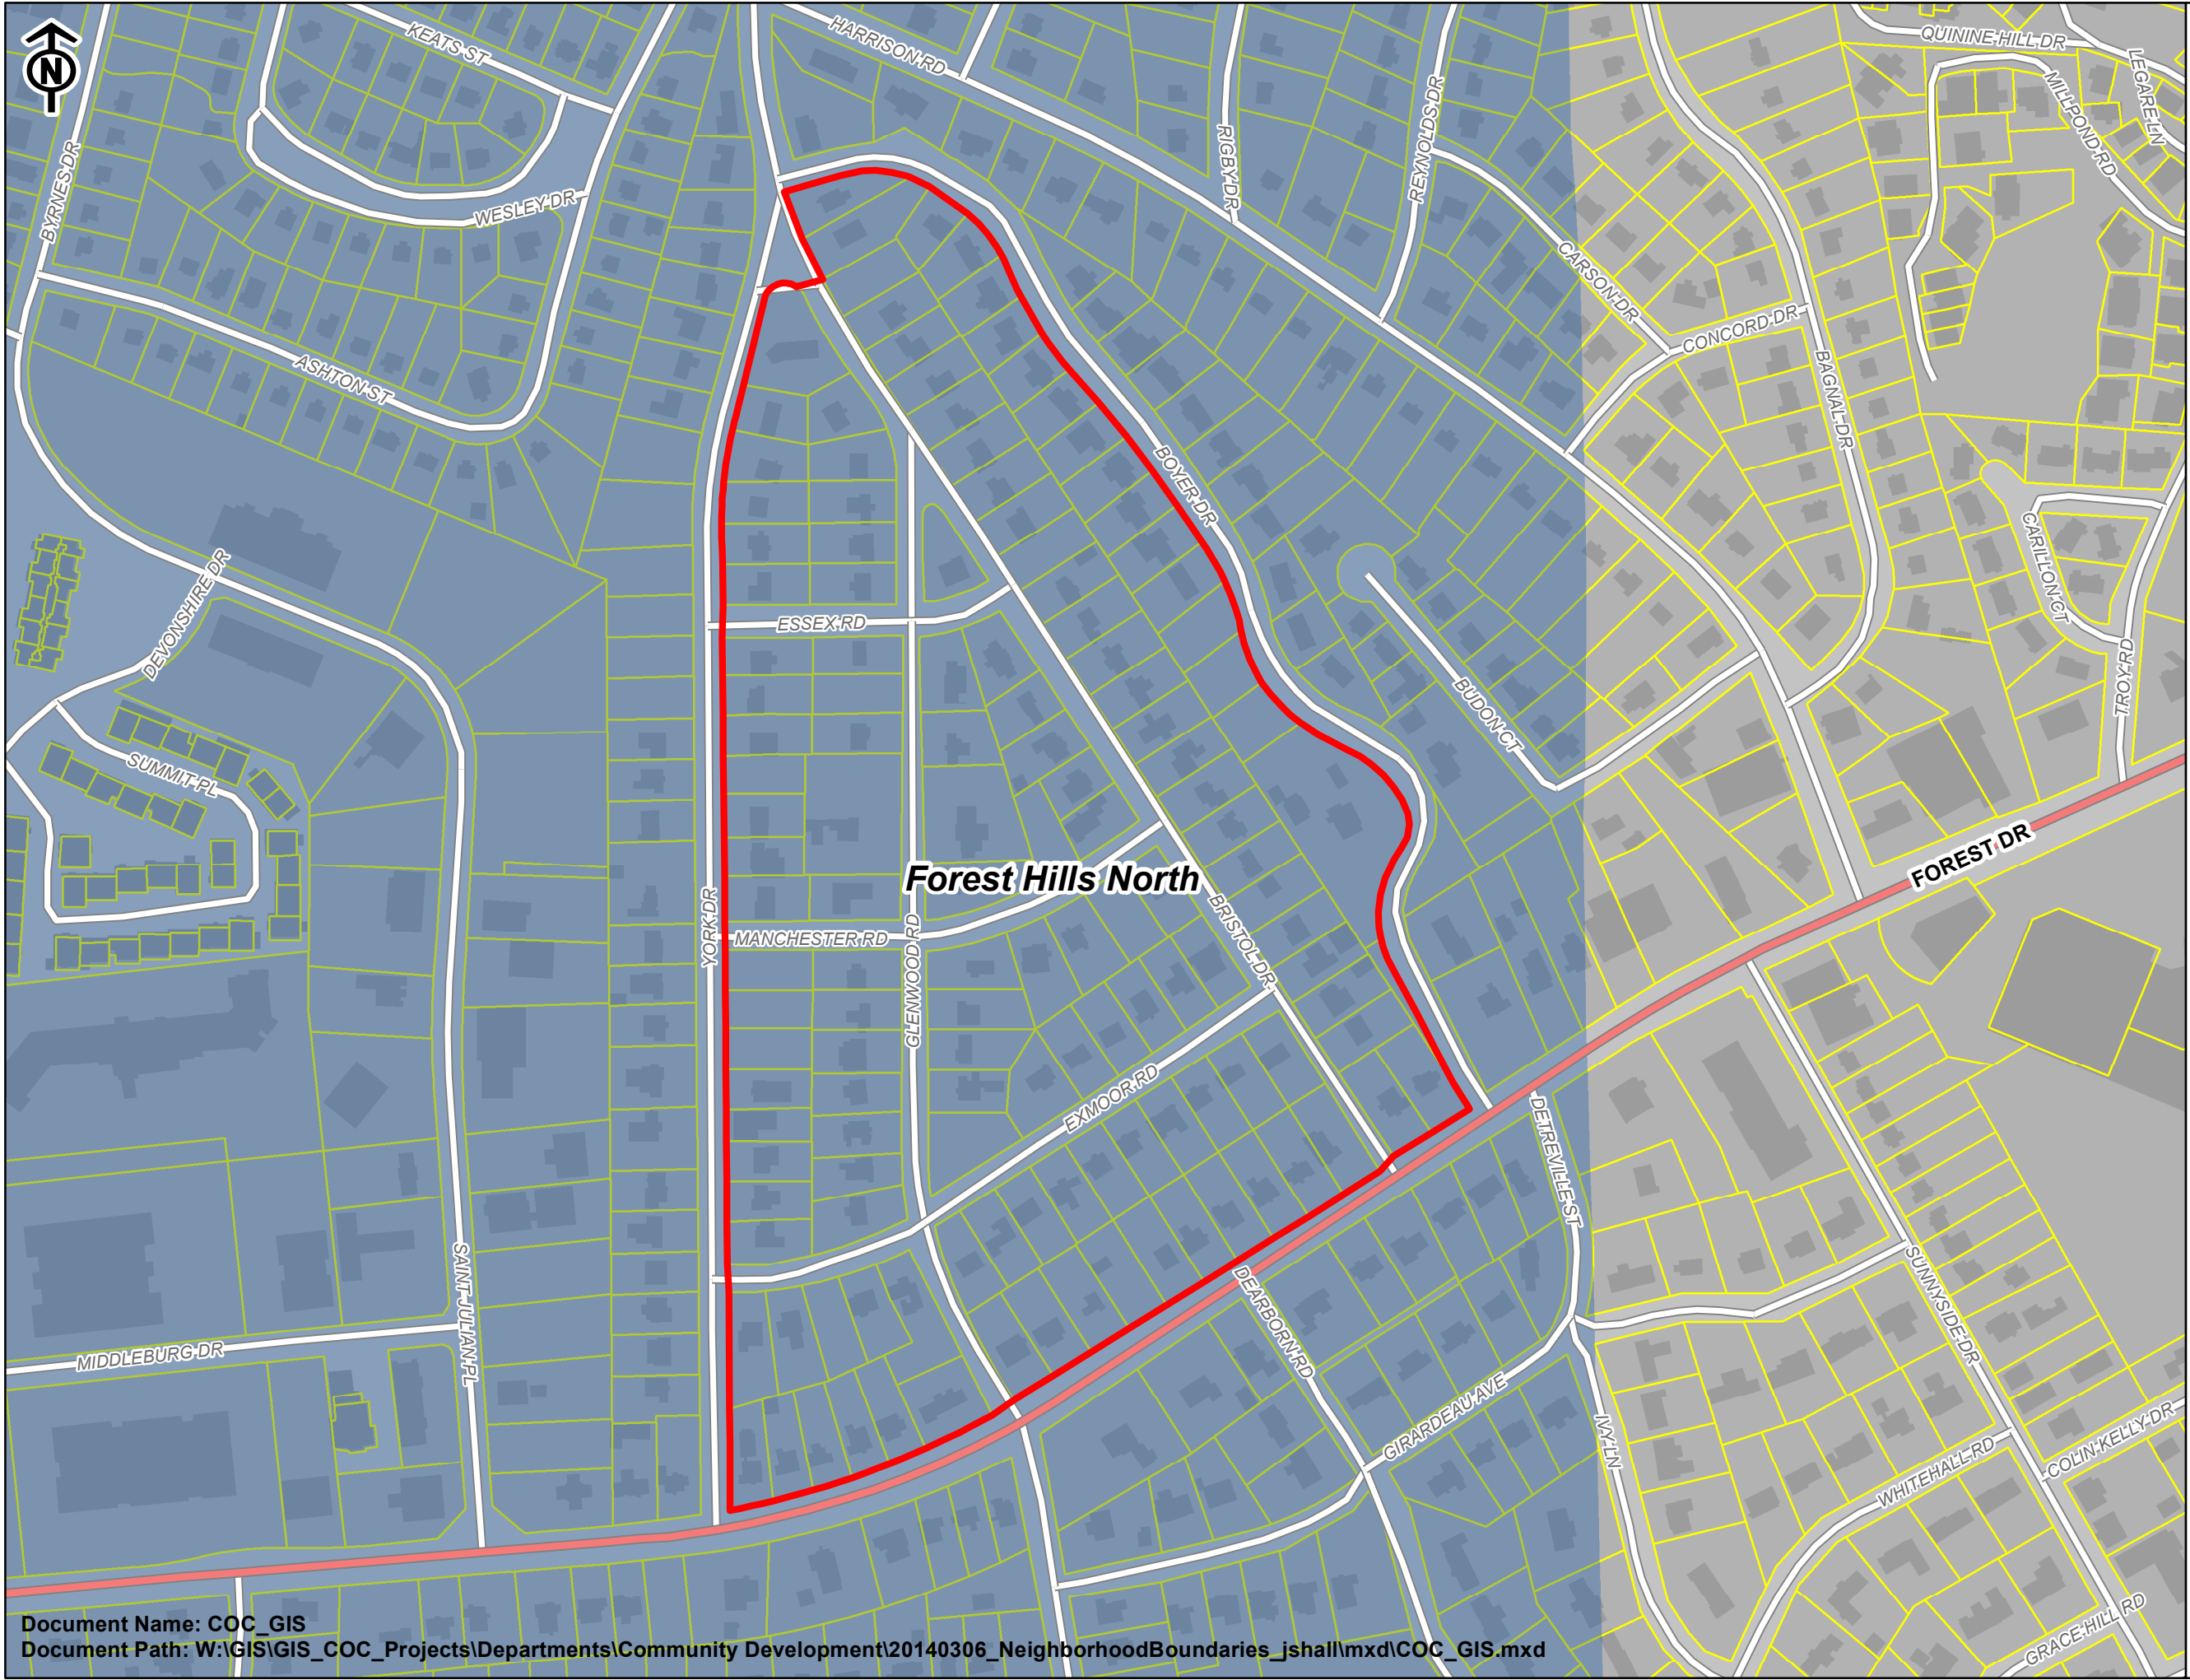 N
KEATS ST
HARRISON RD
QUININE HILL DR
LEGARE LN
MILLPOND RD
BYRNES DR
WESLEY DR
RIGBY DR
REYNOLDS DR
CARSON DR
CONCORD DR
BAGNAL DR
ASHTON ST
BOYER DR
CARILLON CT
DEVONSHIRE DR
ESSEX RD
TROY RD
BUDON CT
SUMMIT PL
FOREST DR
Forest Hills North
YORK DR
MANCHESTER RD
GLENWOOD RD
BRISTOL DR
EXMOOR RD
DETREVILLE ST
SAINT JULIAN PL
DEARBORN RD
SUNNYSIDE DR
MIDDLEBURG DR
GIRARDEAU AVE
IVY LN
WHITEHALL RD
COLIN KELLY DR
GRACE HILL RD
Document Name: COC_GIS
Document Path: W:\GIS\GIS_COC_Projects\Departments\Community Development\20140306_NeighborhoodBoundaries_jshall\mxd\COC_GIS.mxd